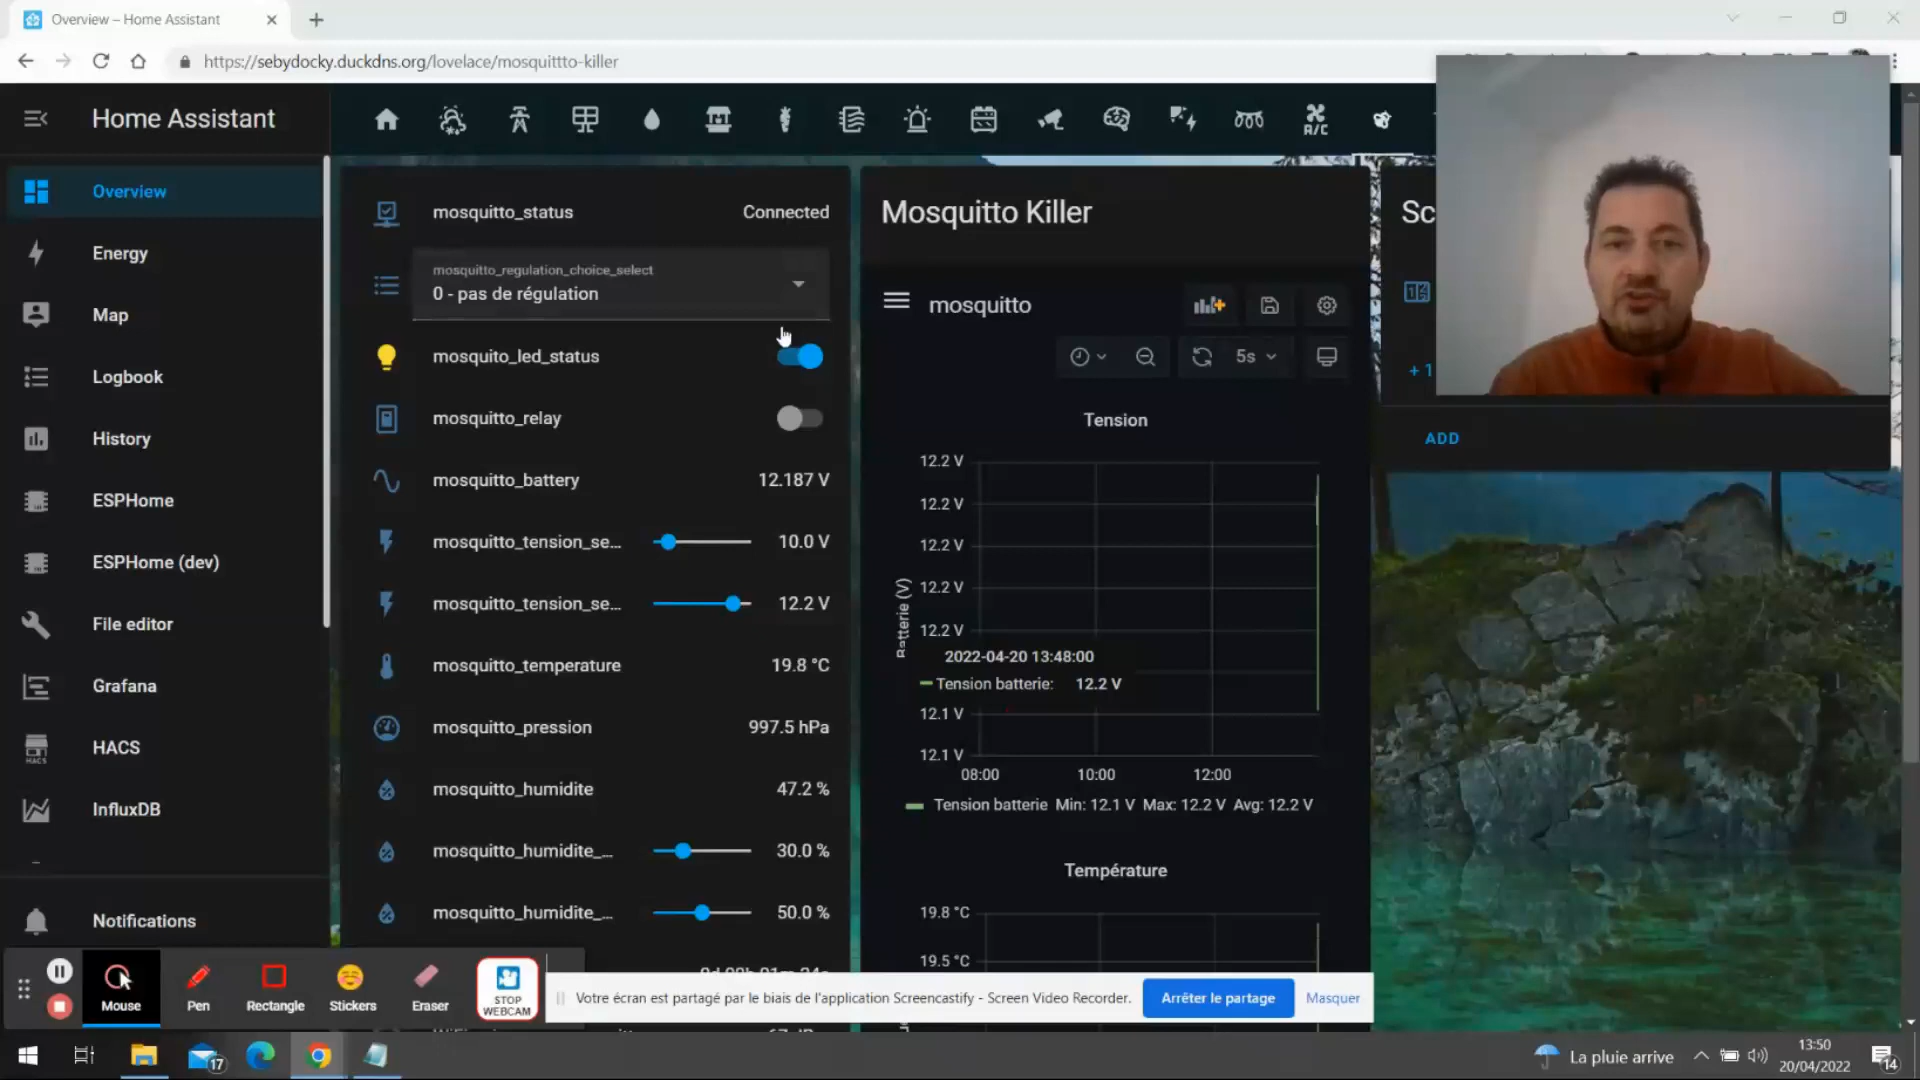 Overview – Home Assistant
https://sebydocky.duckdns.org/lovelace/mosquittto-killer
Home Assistant
A/C
Overview
Energy
Map
Logbook
History
ESPHome
ESPHome (dev)
File editor
Grafana
HACS
HACS
InfluxDB
Notifications
mosquitto_status Connected
mosquitto_regulation_choice_select
0 - pas de régulation
mosquito_led_status
mosquitto_relay
mosquitto_battery 12.187 V
mosquitto_tension_se... 10.0 V
mosquitto_tension_se... 12.2 V
mosquitto_temperature 19.8 °C
mosquitto_pression 997.5 hPa
mosquitto_humidite 47.2 %
mosquitto_humidite_... 30.0 %
mosquitto_humidite_... 50.0 %
Mosquitto Killer
mosquitto
5s
Tension
12.2 V
12.2 V
12.2 V
12.2 V
12.2 V
Batterie (V)
2022-04-20 13:48:00
Tension batterie: 12.2 V
12.1 V
12.1 V
08:00 10:00 12:00
Tension batterie Min: 12.1 V Max: 12.2 V Avg: 12.2 V
Température
19.8 °C
19.5 °C
Sc
+ 1
ADD
Mouse
Pen
Rectangle
Stickers
Eraser
STOP
WEBCAM
Votre écran est partagé par le biais de l'application Screencastify - Screen Video Recorder.
Arrêter le partage
Masquer
17
La pluie arrive
13:50
20/04/2022
14